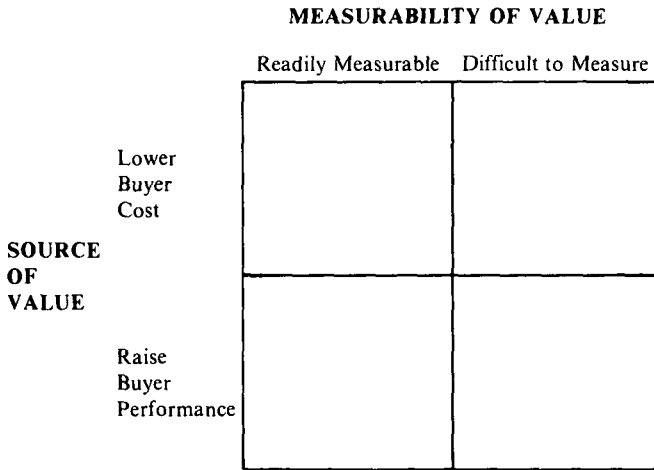 MEASURABILITY OF VALUE
Readily Measurable Difficult to Measure
Lower
Buyer
Cost
SOURCE
OF
VALUE
Raise
Buyer
Performance